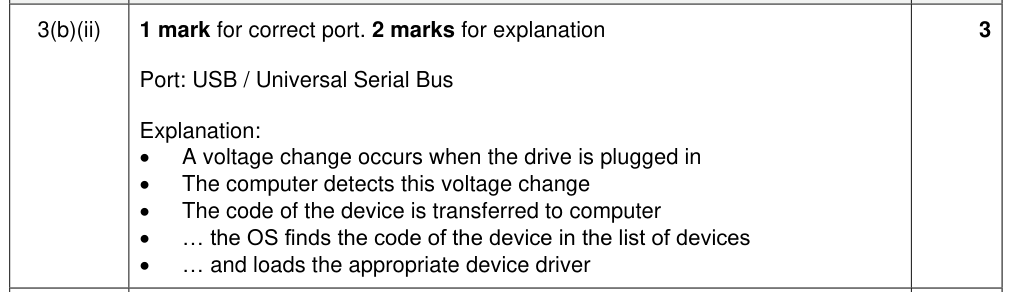 3(b)(ii) 1 mark for correct port. 2 marks for explanation 3
Port: USB / Universal Serial Bus
Explanation:
• A voltage change occurs when the drive is plugged in
• The computer detects this voltage change
• The code of the device is transferred to computer
• … the OS finds the code of the device in the list of devices
• … and loads the appropriate device driver